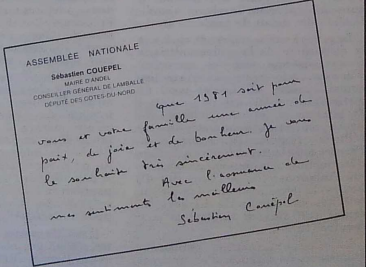 ASSEMBLÉE NATIONALE
Sébastien COUEPEL
MAIRE D'ANDEL
CONSEILLER GÉNÉRAL DE LAMBALLE
DÉPUTÉ DES COTES-DU-NORD
Que 1981 soit pour
vous et votre famille une année de
paix, de joie et de bonheur. Je vous
le souhaite très sincèrement.
Avec l'assurance de
mes sentiments les meilleurs
Sébastien Couëpel